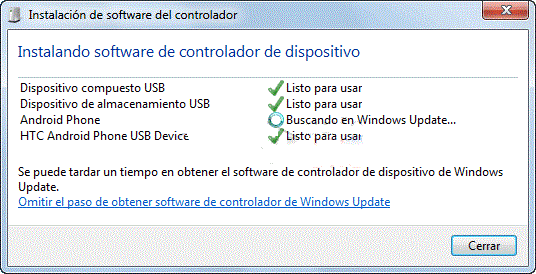 Instalación de software del controlador
Instalando software de controlador de dispositivo
Dispositivo compuesto USB Listo para usar
Dispositivo de almacenamiento USB Listo para usar
Android Phone Buscando en Windows Update...
HTC Android Phone USB Device Listo para usar
Se puede tardar un tiempo en obtener el software de controlador de dispositivo de Windows
Update.
Omitir el paso de obtener software de controlador de Windows Update
Cerrar